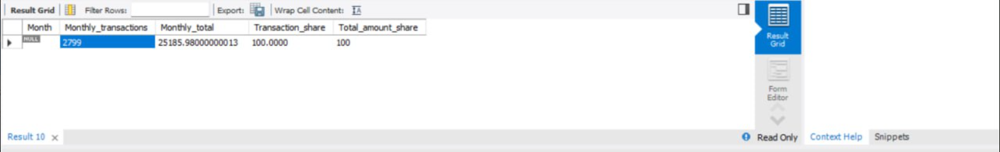 Result Grid Filter Rows: Export: Wrap Cell Content: IA
Month Monthly_transactions Monthly_total Transaction_share Total_amount_share
NULL 2799 25185.98000000013 100.0000 100
Result
Grid
Form
Editor
Result 10 × Read Only Context Help Snippets